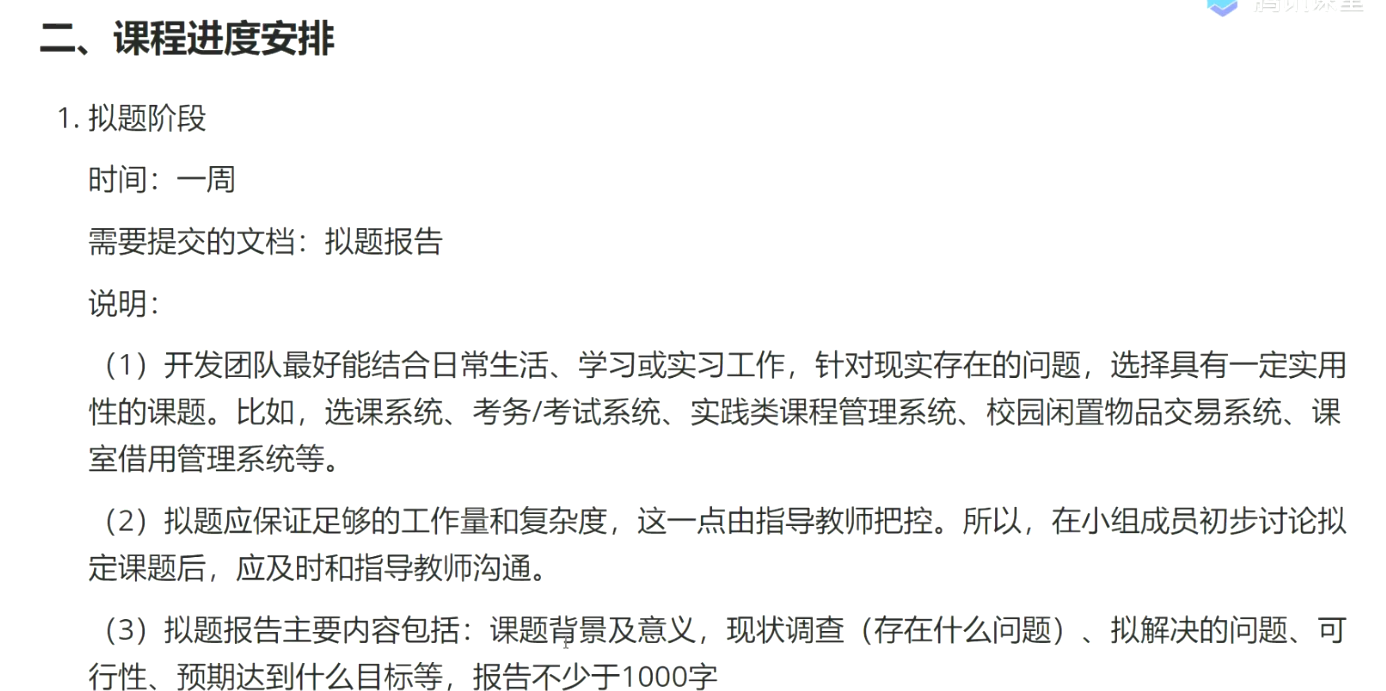 二、课程进度安排
1. 拟题阶段
时间：一周
需要提交的文档：拟题报告
说明：
（1）开发团队最好能结合日常生活、学习或实习工作，针对现实存在的问题，选择具有一定实用
性的课题。比如，选课系统、考务/考试系统、实践类课程管理系统、校园闲置物品交易系统、课
室借用管理系统等。
（2）拟题应保证足够的工作量和复杂度，这一点由指导教师把控。所以，在小组成员初步讨论拟
定课题后，应及时和指导教师沟通。
（3）拟题报告主要内容包括：课题背景及意义，现状调查（存在什么问题）、拟解决的问题、可
行性、预期达到什么目标等，报告不少于1000字